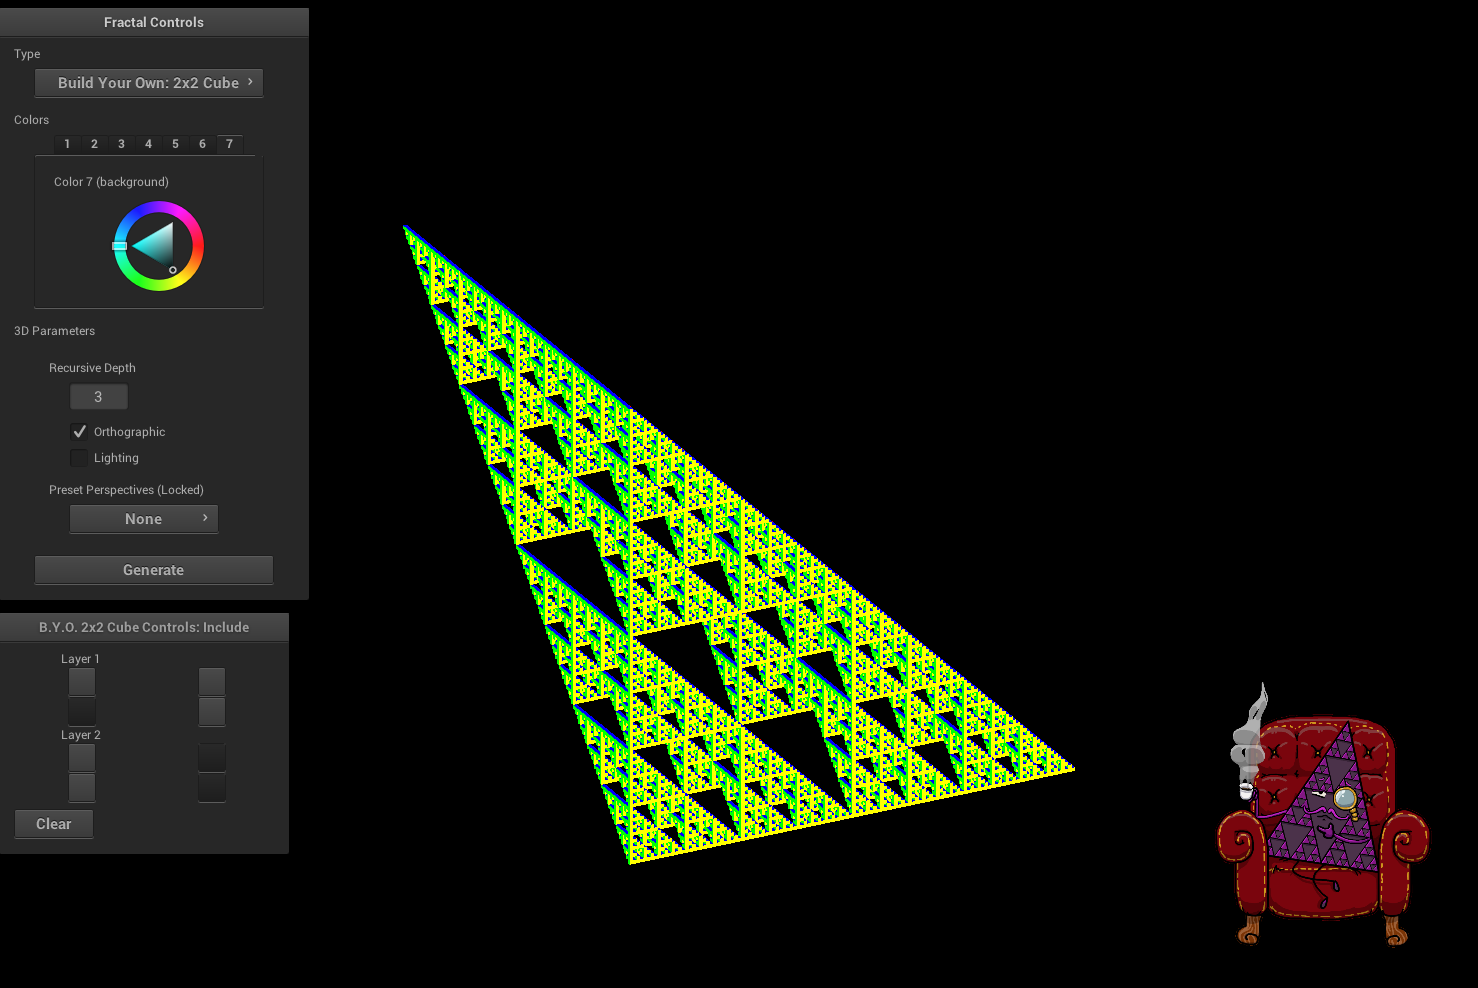 Fractal Controls
Type
Build Your Own: 2x2 Cube
Colors
1 2 3 4 5 6 7
Color 7 (background)
3D Parameters
Recursive Depth
3
Orthographic
Lighting
Preset Perspectives (Locked)
None
Generate
B.Y.O. 2x2 Cube Controls: Include
Layer 1
Layer 2
Clear